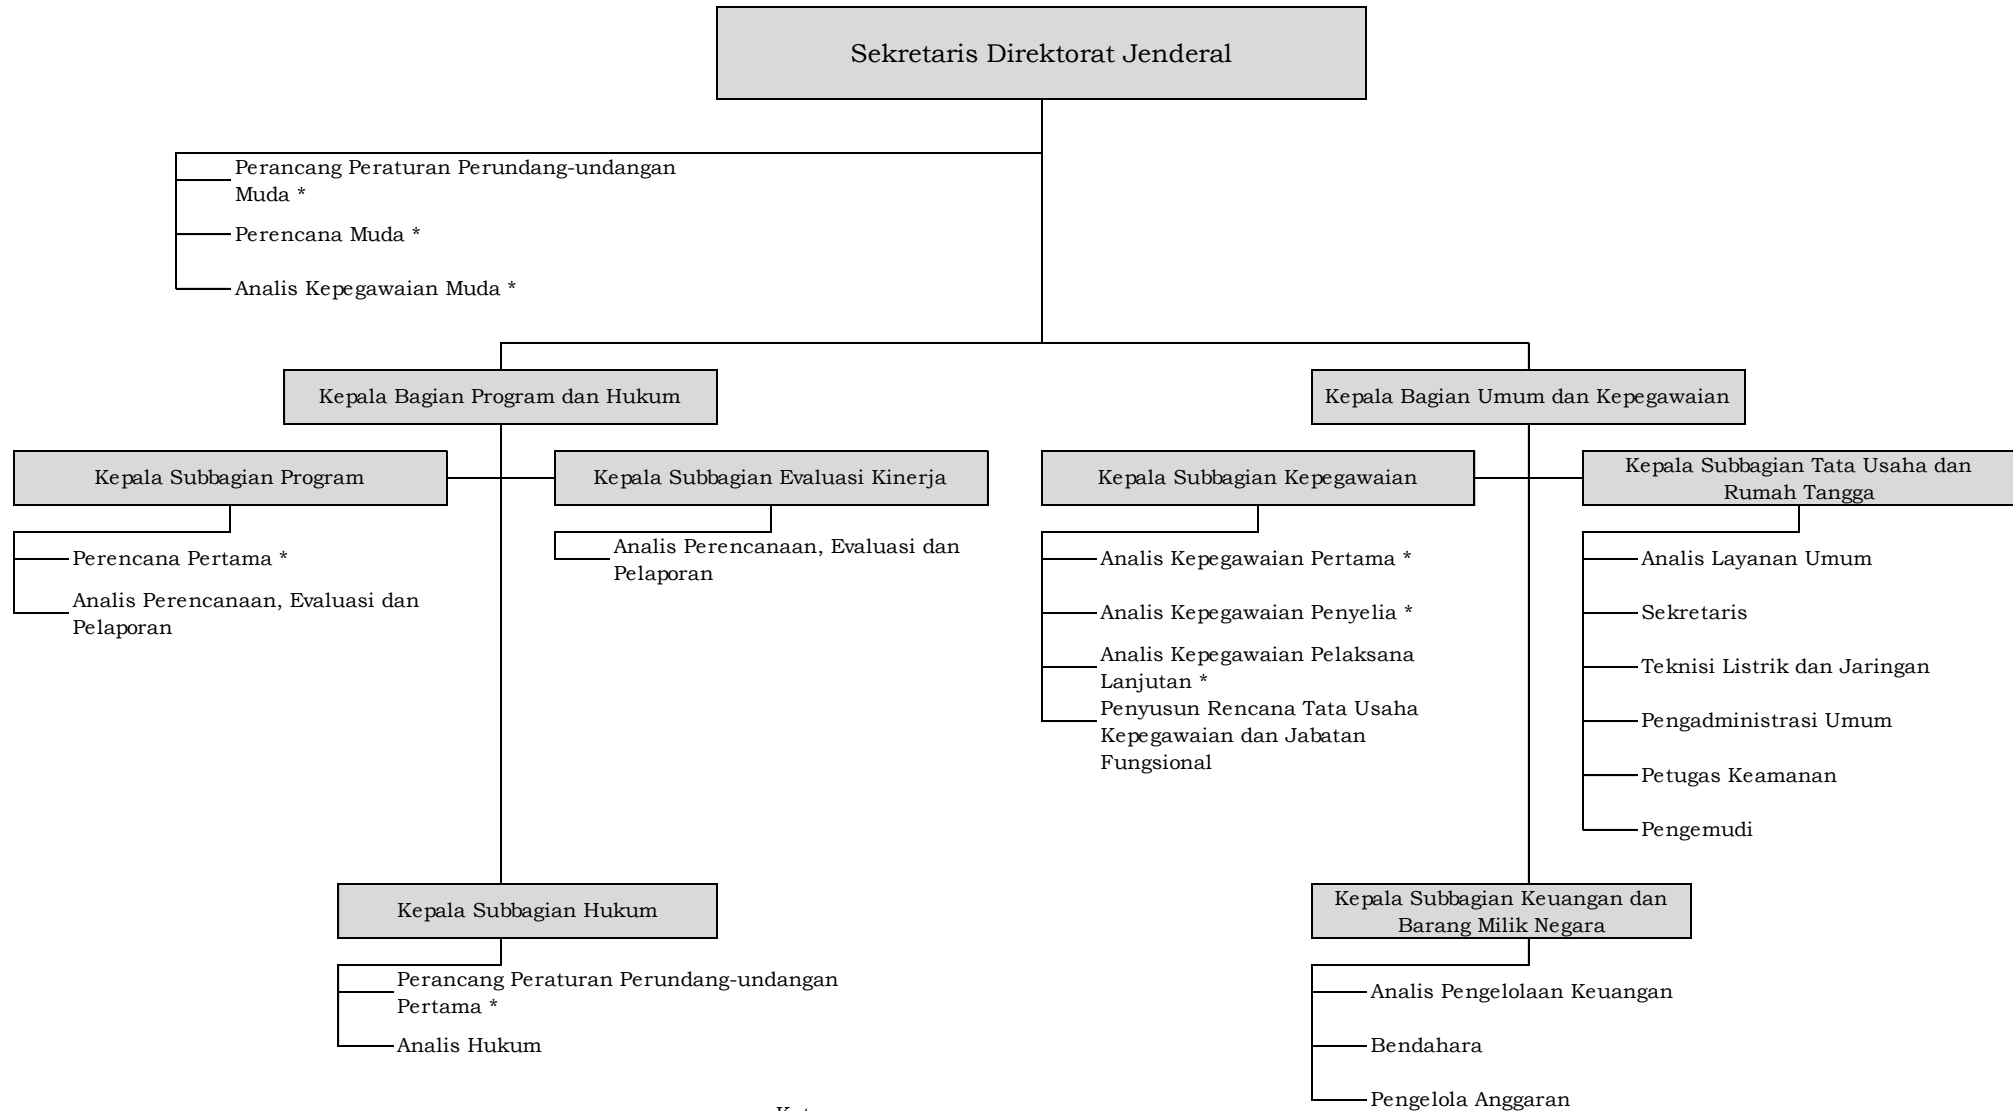 Sekretaris Direktorat Jenderal
Perancang Peraturan Perundang-undangan
Muda *
Perencana Muda *
Analis Kepegawaian Muda *
Kepala Bagian Program dan Hukum
Kepala Bagian Umum dan Kepegawaian
Kepala Subbagian Program
Kepala Subbagian Evaluasi Kinerja
Kepala Subbagian Kepegawaian
Kepala Subbagian Tata Usaha dan
Rumah Tangga
Perencana Pertama *
Analis Perencanaan, Evaluasi dan
Pelaporan
Analis Perencanaan, Evaluasi dan
Pelaporan
Analis Kepegawaian Pertama *
Analis Kepegawaian Penyelia *
Analis Kepegawaian Pelaksana
Lanjutan *
Penyusun Rencana Tata Usaha
Kepegawaian dan Jabatan
Fungsional
Analis Layanan Umum
Sekretaris
Teknisi Listrik dan Jaringan
Pengadministrasi Umum
Petugas Keamanan
Pengemudi
Kepala Subbagian Hukum
Perancang Peraturan Perundang-undangan
Pertama *
Analis Hukum
Kepala Subbagian Keuangan dan
Barang Milik Negara
Analis Pengelolaan Keuangan
Bendahara
Pengelola Anggaran